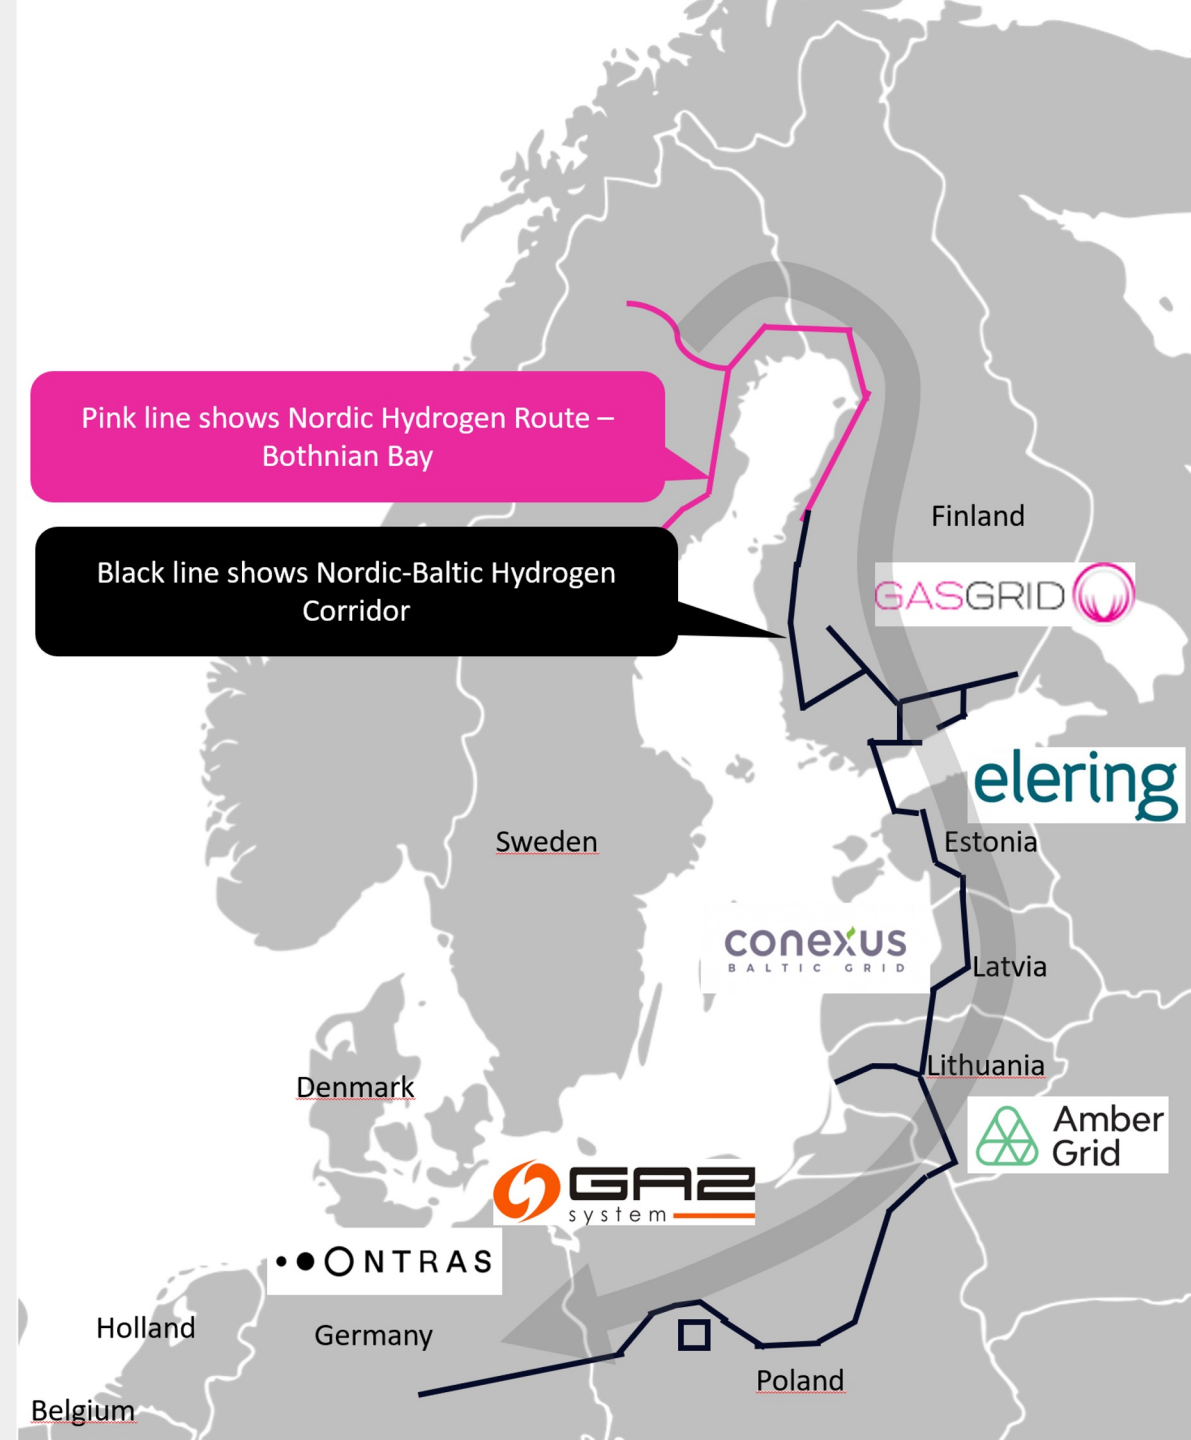 Pink line shows Nordic Hydrogen Route –
Bothnian Bay
Finland
Black line shows Nordic-Baltic Hydrogen
Corridor
GASGRID
elering
Sweden
Estonia
conexus
BALTIC GRID
Latvia
Lithuania
Denmark
Amber
Grid
GAZ
system
ONTRAS
Holland
Germany
Poland
Belgium